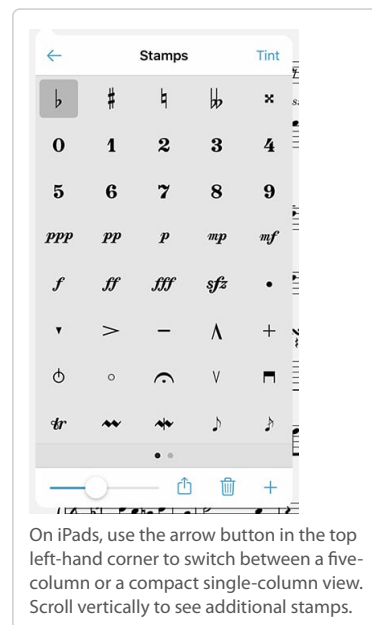 ← Stamps Tint
♭ ♯ ♮ 𝄫 𝄪
0 1 2 3 4
5 6 7 8 9
ppp pp p mp mf
f ff fff sfz •
▾ > – Λ +
○ V
tr
On iPads, use the arrow button in the top
left-hand corner to switch between a five-
column or a compact single-column view.
Scroll vertically to see additional stamps.